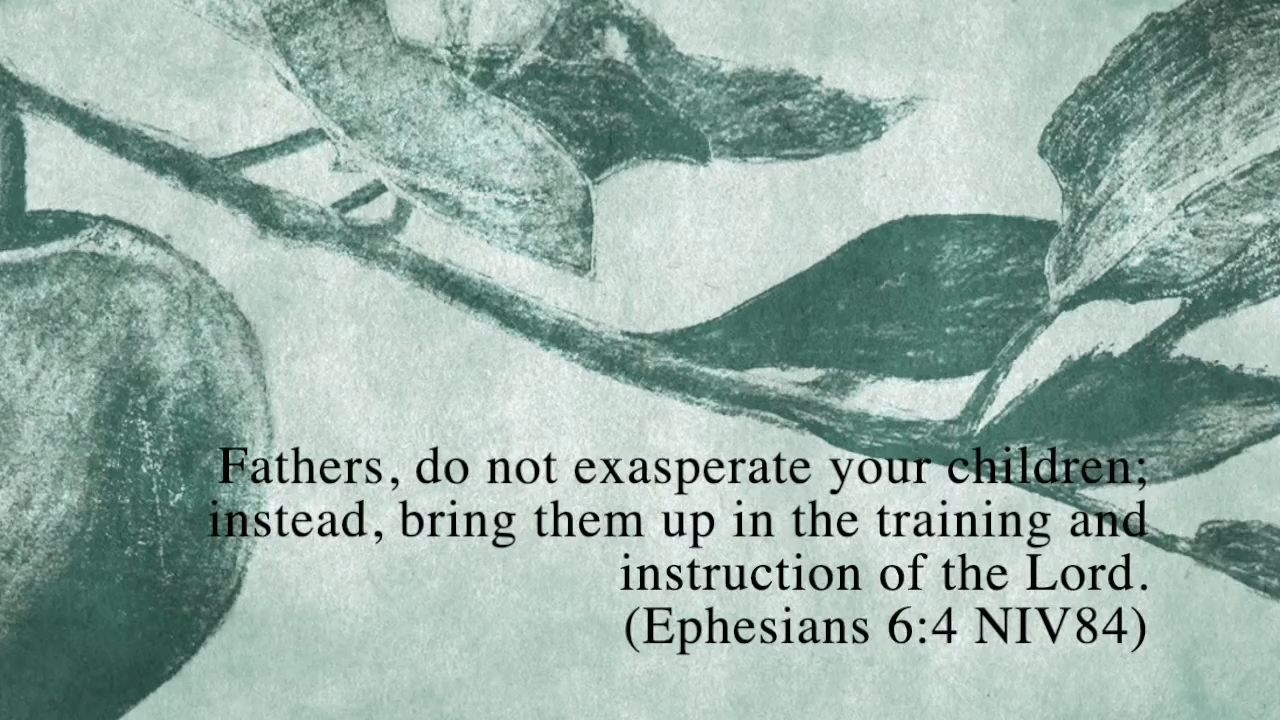 Fathers, do not exasperate your children;
instead, bring them up in the training and
instruction of the Lord.
(Ephesians 6:4 NIV84)